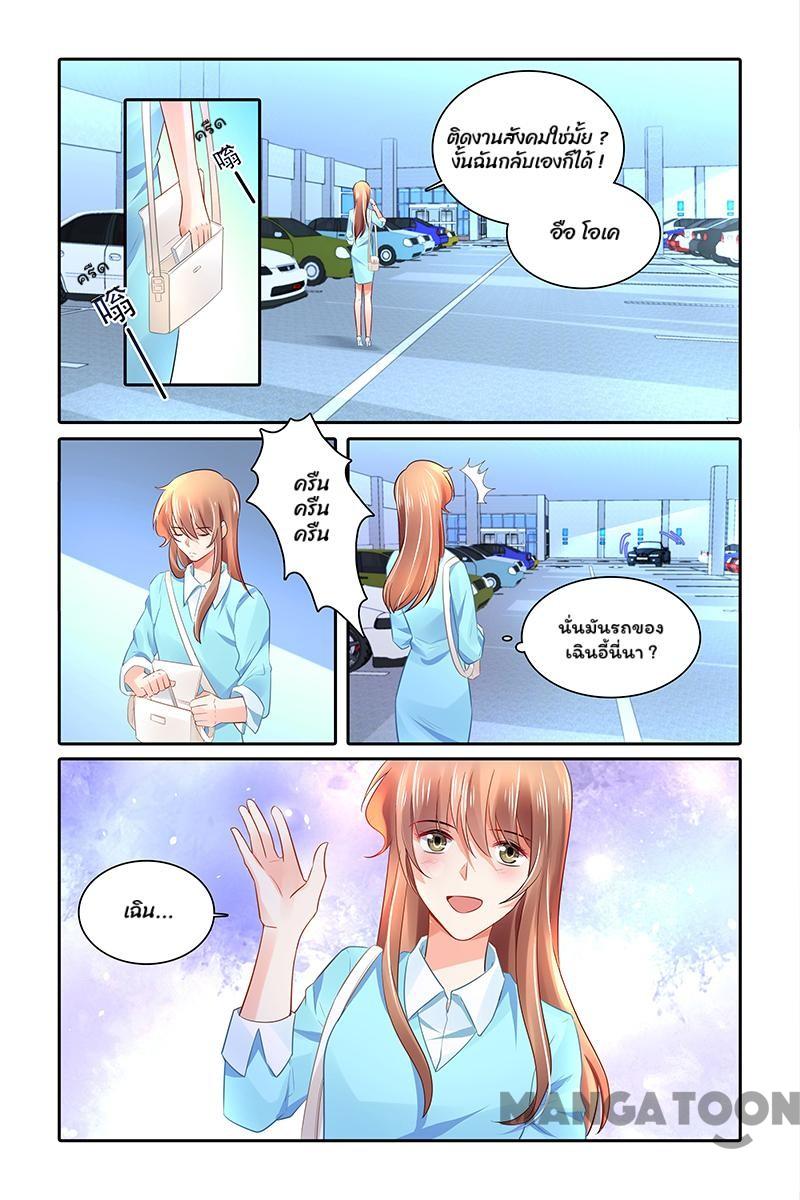 ครืด
嗡
ครืด
嗡
ติดงานสังคมใช่มั้ย ?
งั้นฉันกลับเองก็ได้ !
อือ โอเค
ครืน
ครืน
ครืน
นั่นมันรถของ
เฉินอี้นี่นา ?
เฉิน...
MANGATOON